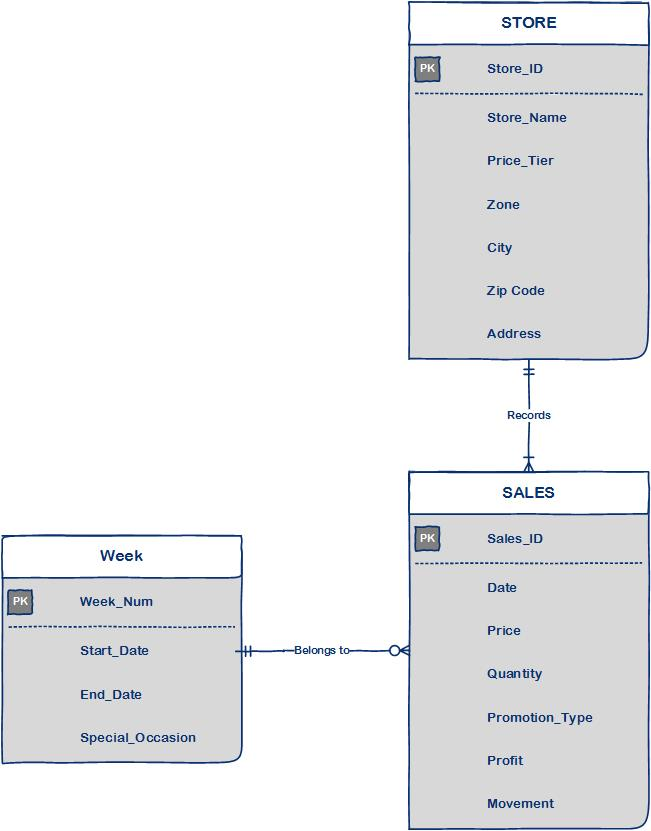 STORE
PK Store_ID
Store_Name
Price_Tier
Zone
City
Zip Code
Address
Records
SALES
PK Sales_ID
Date
Price
Quantity
Promotion_Type
Profit
Movement
Week
PK Week_Num
Start_Date
End_Date
Special_Occasion
Belongs to